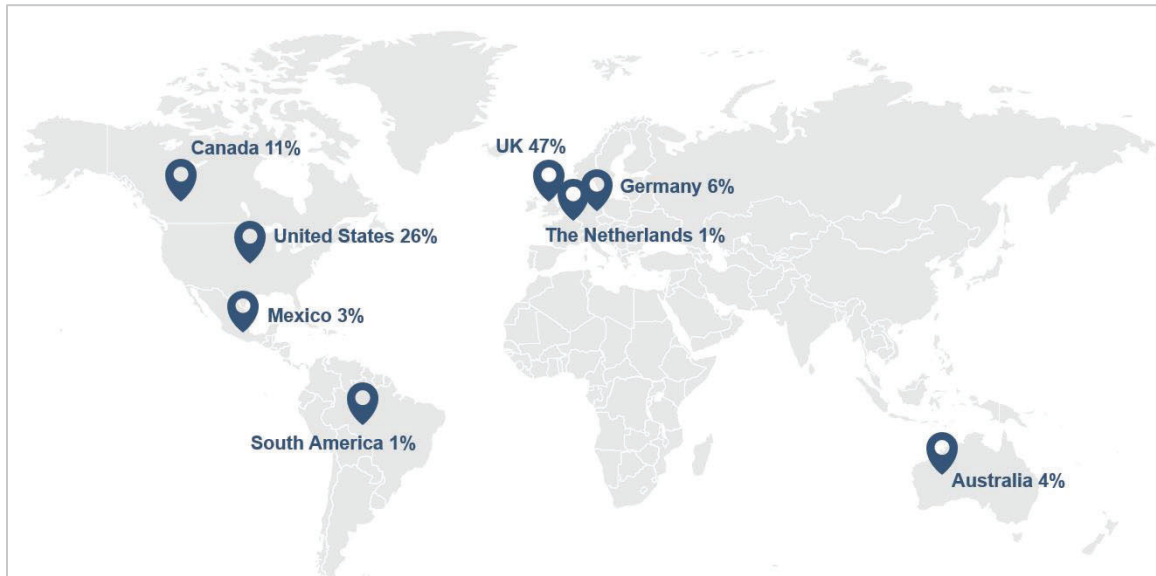 Canada 11%
UK 47%
Germany 6%
United States 26%
The Netherlands 1%
Mexico 3%
South America 1%
Australia 4%